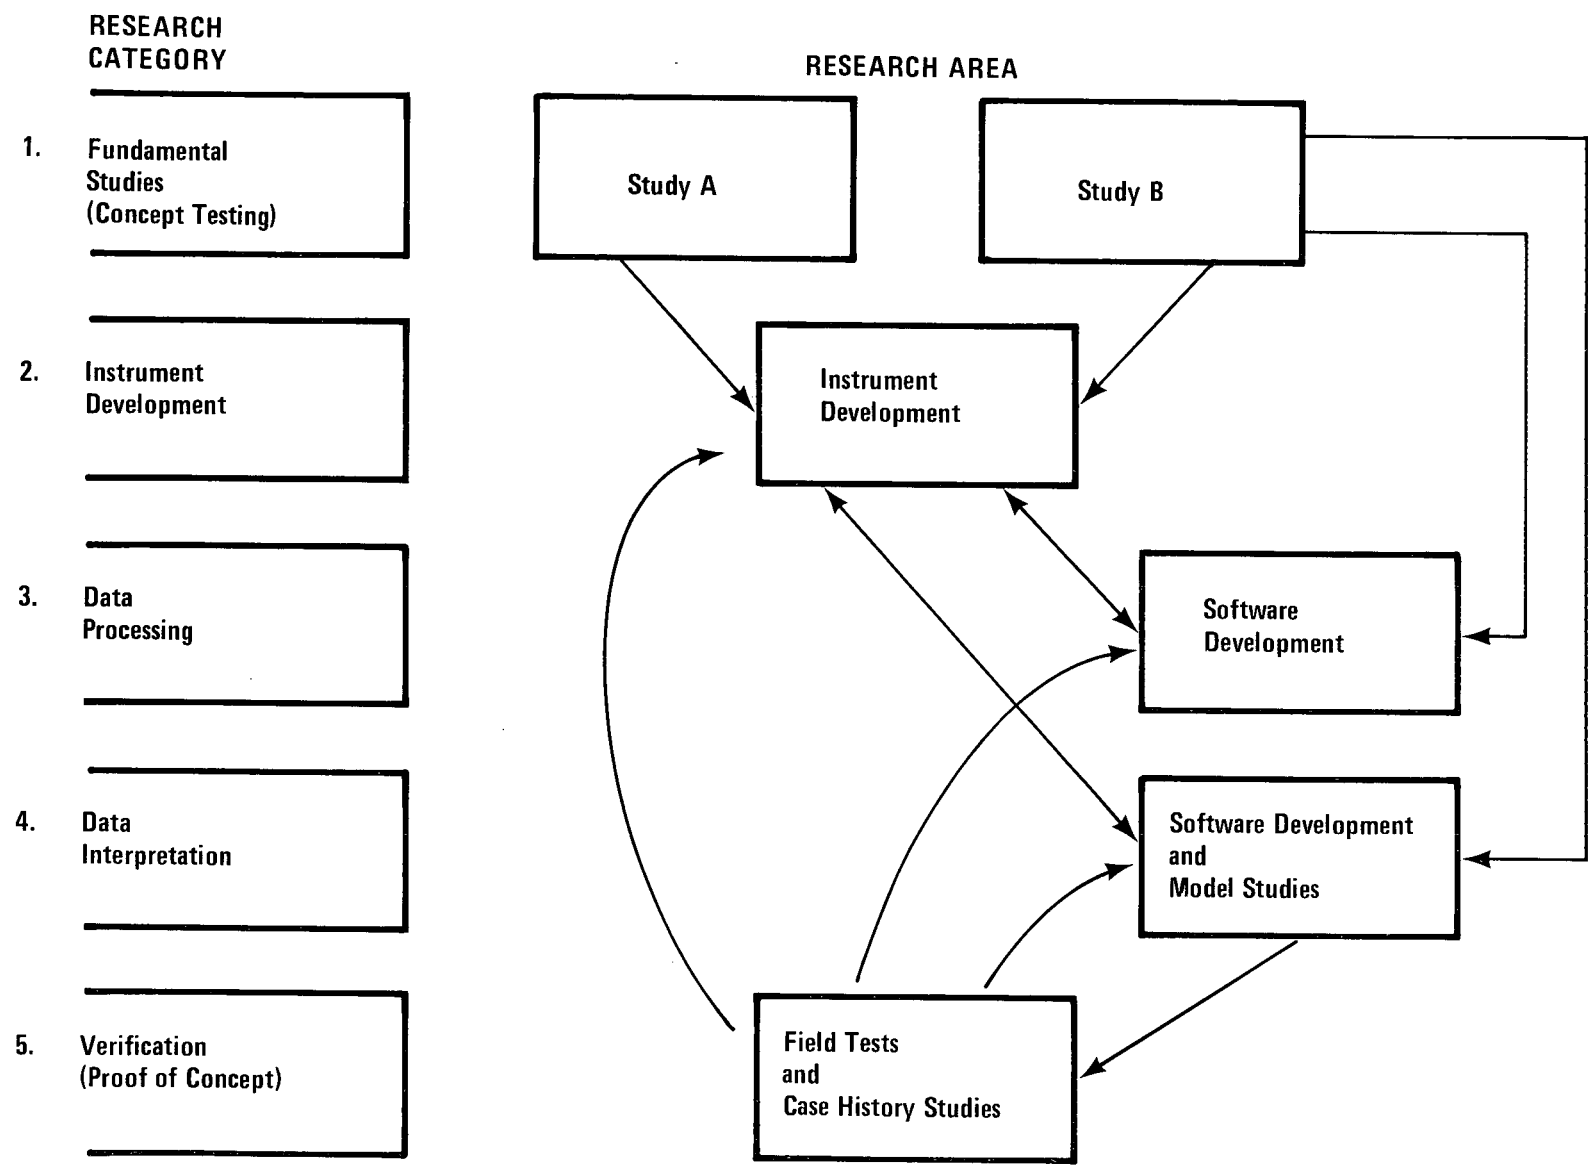 RESEARCH
CATEGORY
RESEARCH AREA
1.
Fundamental
Studies
(Concept Testing)
Study A
Study B
2.
Instrument
Development
Instrument
Development
3.
Data
Processing
Software
Development
4.
Data
Interpretation
Software Development
and
Model Studies
5.
Verification
(Proof of Concept)
Field Tests
and
Case History Studies